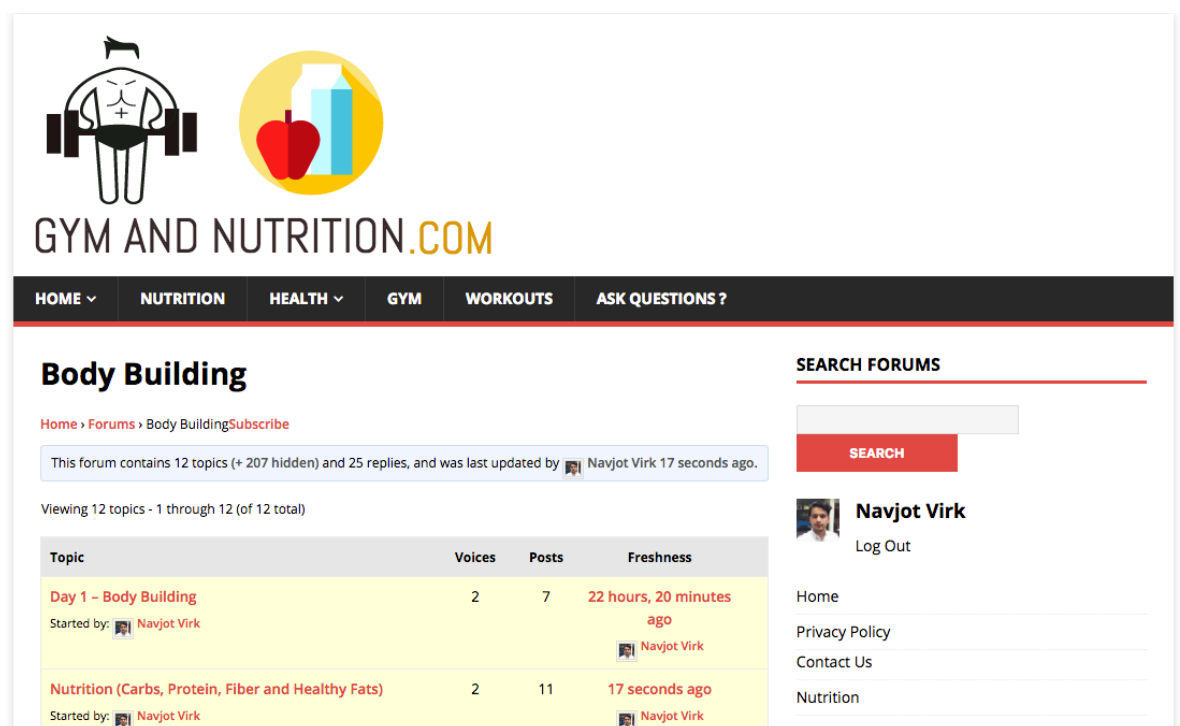 GYM AND NUTRITION.COM
HOME
NUTRITION
HEALTH
GYM
WORKOUTS
ASK QUESTIONS ?
Body Building
Home › Forums › Body BuildingSubscribe
This forum contains 12 topics (+ 207 hidden) and 25 replies, and was last updated by Navjot Virk 17 seconds ago.
Viewing 12 topics - 1 through 12 (of 12 total)
Topic Voices Posts Freshness
Day 1 – Body Building 2 7 22 hours, 20 minutes
ago
Started by: Navjot Virk
Navjot Virk
Nutrition (Carbs, Protein, Fiber and Healthy Fats) 2 11 17 seconds ago
Started by: Navjot Virk Navjot Virk
SEARCH FORUMS
SEARCH
Navjot Virk
Log Out
Home
Privacy Policy
Contact Us
Nutrition